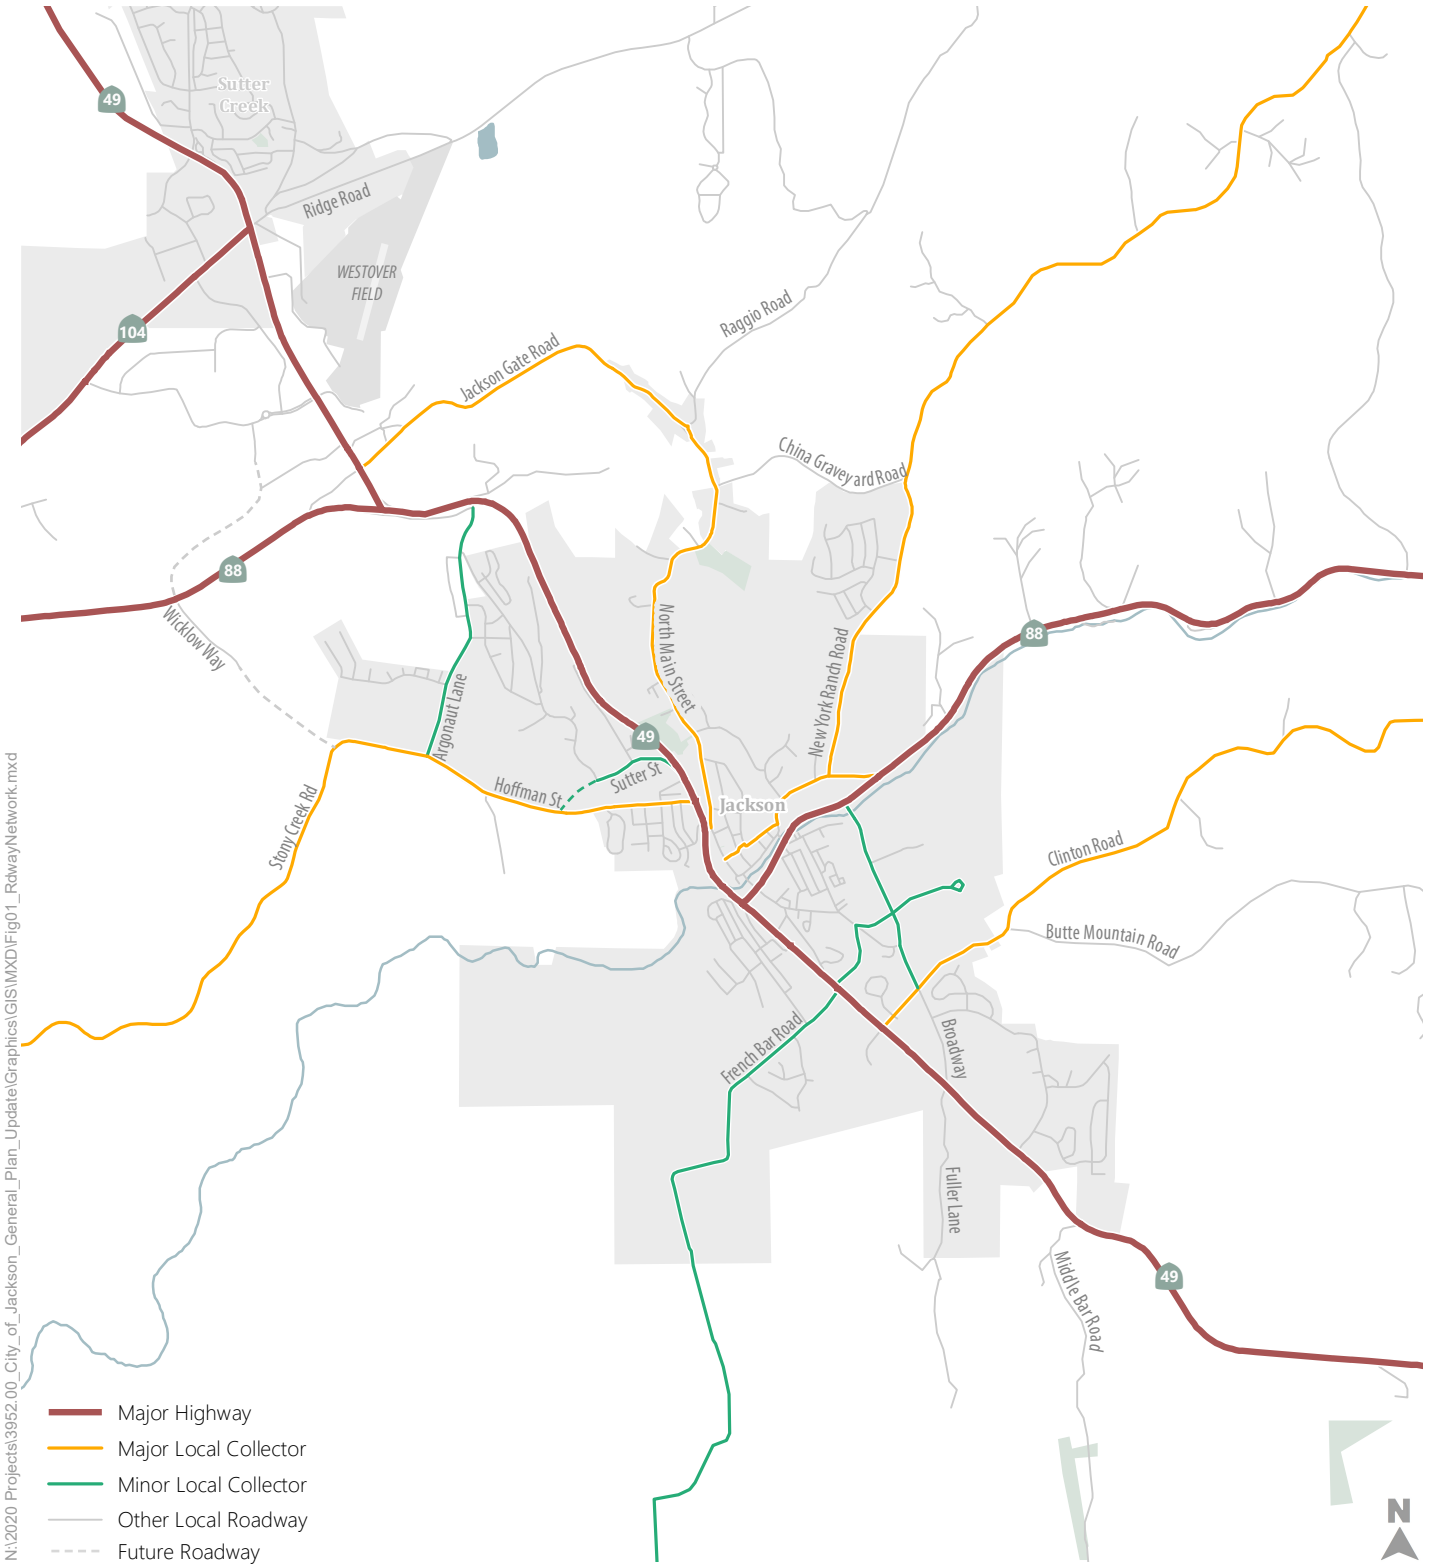 Sutter
Creek
49
Ridge Road
WESTOVER
FIELD
104
Raggio Road
Jackson Gate Road
China Graveyard Road
88
Wicklow Way
North Main Street
New York Ranch Road
88
Argonaut Lane
49
Sutter St
Hoffman St
Jackson
Stony Creek Rd
Clinton Road
Butte Mountain Road
French Bar Road
Broadway
Fuller Lane
Middle Bar Road
49
Major Highway
Major Local Collector
Minor Local Collector
Other Local Roadway
Future Roadway
N
N:\2020 Projects\3952.00_City_of_Jackson_General_Plan_Update\Graphics\GIS\MXD\Fig01_RdwayNetwork.mxd